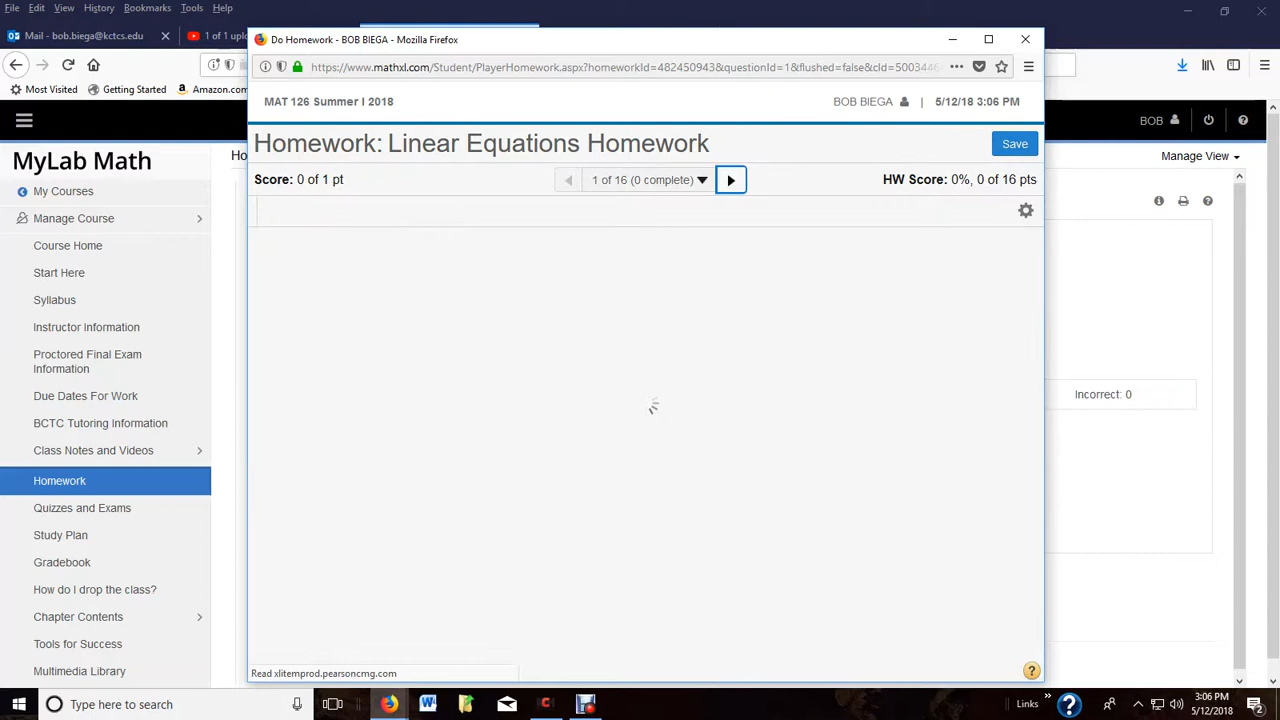 File Edit View History Bookmarks Tools Help
Mail - bob.biega@kctcs.edu
1 of 1 uplo
Do Homework - BOB BIEGA - Mozilla Firefox
https://www.mathxl.com/Student/PlayerHomework.aspx?homeworkId=482450943&questionId=1&flushed=false&cId=500344
Most Visited
Getting Started
Amazon.com
MAT 126 Summer I 2018
BOB BIEGA | 5/12/18 3:06 PM
BOB
MyLab Math
Ho
Homework: Linear Equations Homework
Save
Manage View
Score: 0 of 1 pt
1 of 16 (0 complete)
HW Score: 0%, 0 of 16 pts
My Courses
Manage Course
Course Home
Start Here
Syllabus
Instructor Information
Proctored Final Exam
Information
Due Dates For Work
Incorrect: 0
BCTC Tutoring Information
Class Notes and Videos
Homework
Quizzes and Exams
Study Plan
Gradebook
How do I drop the class?
Chapter Contents
Tools for Success
Multimedia Library
Read xlitemprod.pearsoncmg.com
Type here to search
Links
3:06 PM
5/12/2018
2